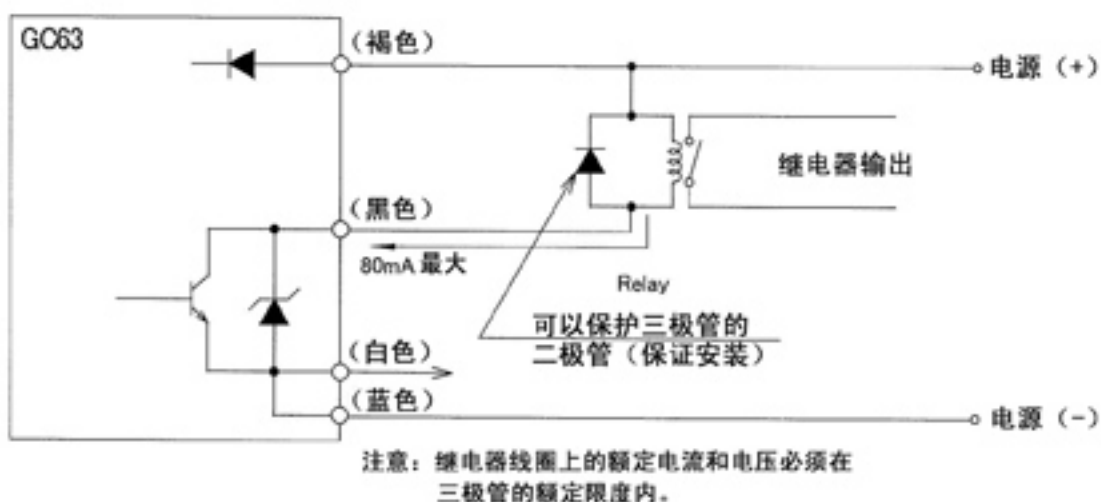 GC63
（褐色）
电源（+）
继电器输出
（黑色）
80mA 最大
Relay
可以保护三极管的
二极管（保证安装）
（白色）
（蓝色）
电源（-）
注意：继电器线圈上的额定电流和电压必须在
三极管的额定限度内。